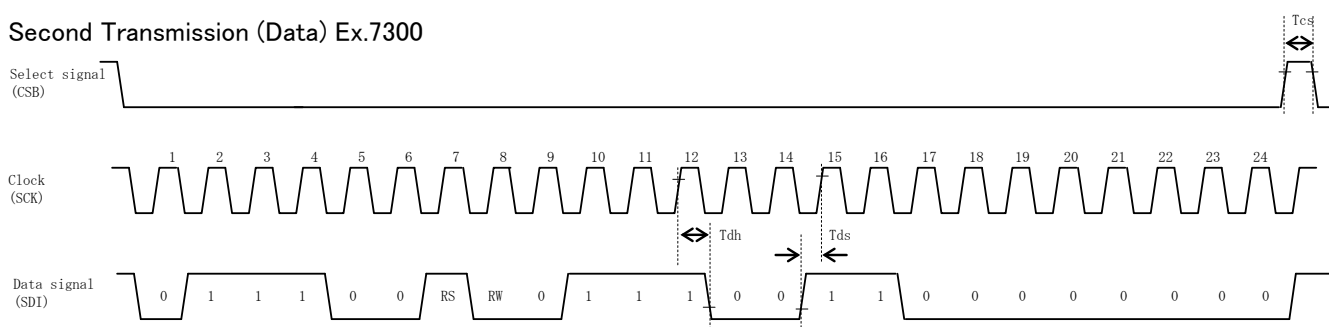 Second Transmission (Data) Ex.7300
Tcs
Select signal
(CSB)
1 2 3 4 5 6 7 8 9 10 11 12 13 14 15 16 17 18 19 20 21 22 23 24
Clock
(SCK)
Tdh Tds
Data signal
(SDI)
0 1 1 1 0 0 RS RW 0 1 1 1 0 0 1 1 0 0 0 0 0 0 0 0